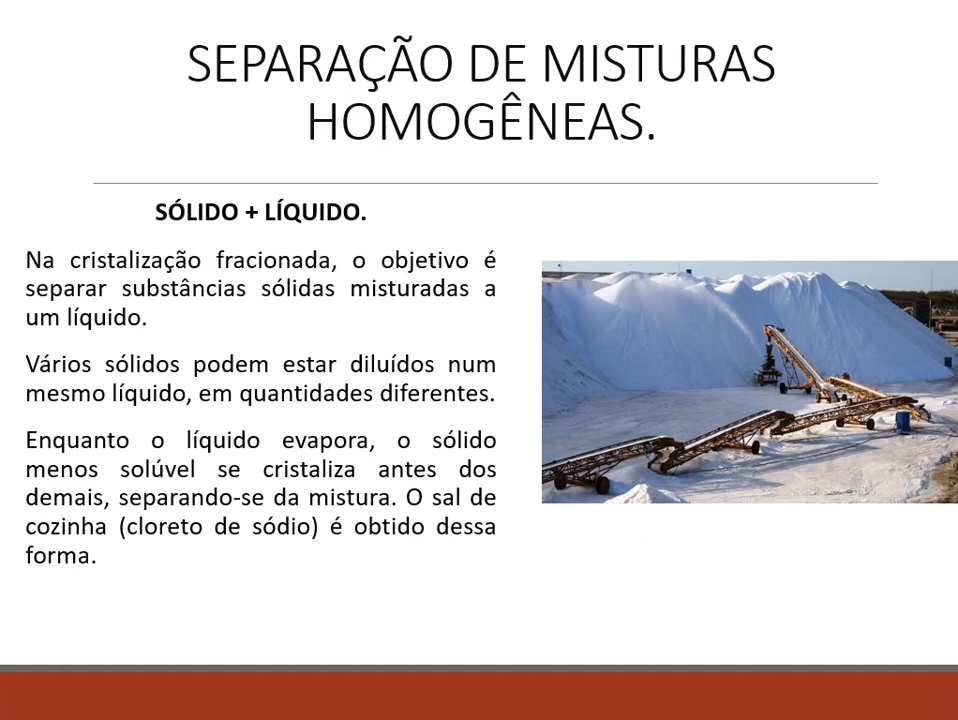 SEPARAÇÃO DE MISTURAS
HOMOGÊNEAS.
SÓLIDO + LÍQUIDO.
Na cristalização fracionada, o objetivo é
separar substâncias sólidas misturadas a
um líquido.
Vários sólidos podem estar diluídos num
mesmo líquido, em quantidades diferentes.
Enquanto o líquido evapora, o sólido
menos solúvel se cristaliza antes dos
demais, separando-se da mistura. O sal de
cozinha (cloreto de sódio) é obtido dessa
forma.